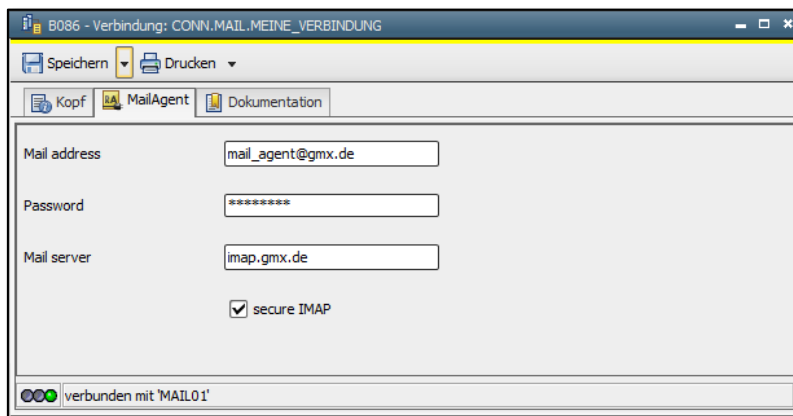 B086 - Verbindung: CONN.MAIL.MEINE_VERBINDUNG
Speichern Drucken
Kopf MailAgent Dokumentation
Mail address mail_agent@gmx.de
Password ********
Mail server imap.gmx.de
secure IMAP
verbunden mit 'MAIL01'